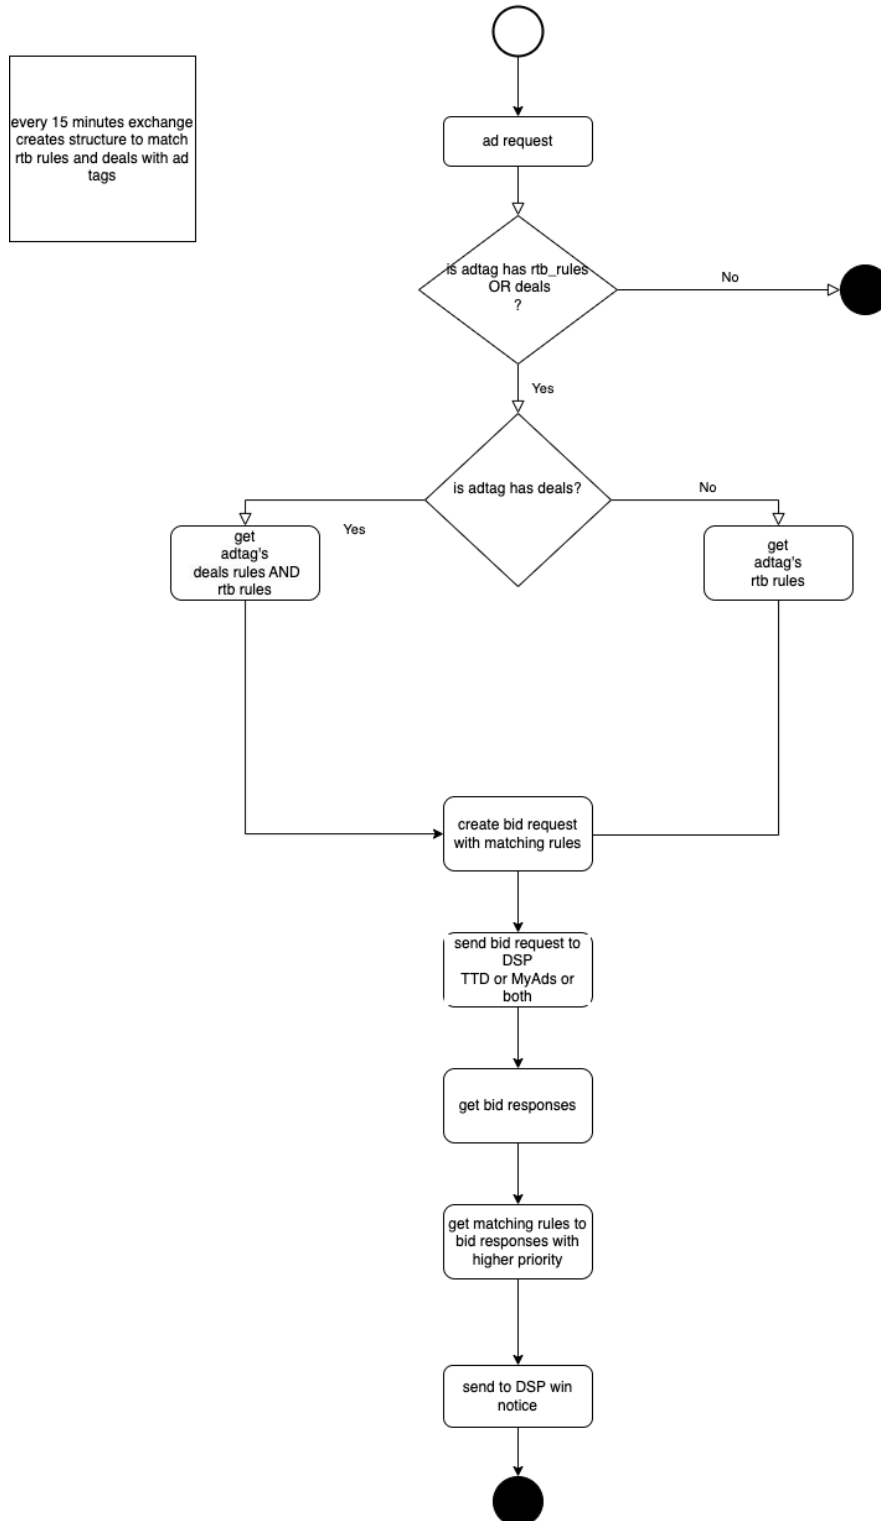 every 15 minutes exchange
creates structure to match
rtb rules and deals with ad
tags
ad request
is adtag has rtb_rules
OR deals
?
No
Yes
is adtag has deals?
Yes
No
get
adtag's
deals rules AND
rtb rules
get
adtag's
rtb rules
create bid request
with matching rules
send bid request to
DSP
TTD or MyAds or
both
get bid responses
get matching rules to
bid responses with
higher priority
send to DSP win
notice